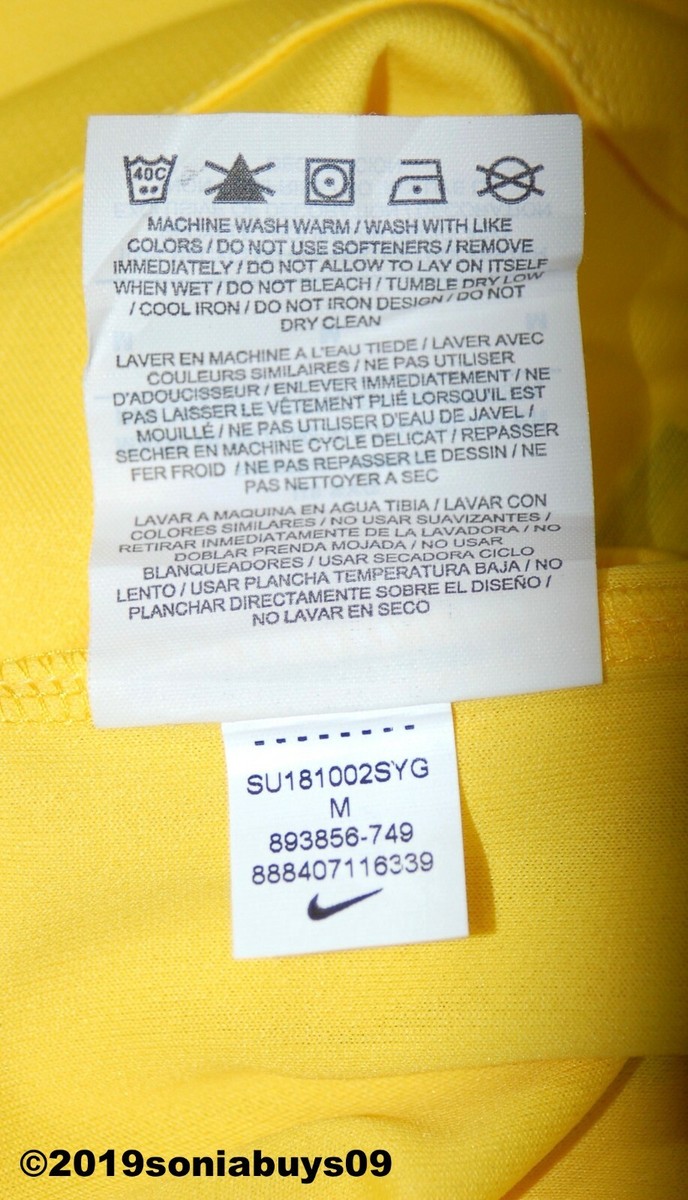 40C
MACHINE WASH WARM / WASH WITH LIKE
COLORS / DO NOT USE SOFTENERS / REMOVE
IMMEDIATELY / DO NOT ALLOW TO LAY ON ITSELF
WHEN WET / DO NOT BLEACH / TUMBLE DRY LOW
/ COOL IRON / DO NOT IRON DESIGN / DO NOT
DRY CLEAN
LAVER EN MACHINE A L'EAU TIEDE / LAVER AVEC
COULEURS SIMILAIRES / NE PAS UTILISER
D'ADOUCISSEUR / ENLEVER IMMEDIATEMENT / NE
PAS LAISSER LE VÊTEMENT PLIÉ LORSQU'IL EST
MOUILLÉ / NE PAS UTILISER D'EAU DE JAVEL /
SECHER EN MACHINE CYCLE DELICAT / REPASSER
FER FROID / NE PAS REPASSER LE DESSIN / NE
PAS NETTOYER A SEC
LAVAR A MAQUINA EN AGUA TIBIA / LAVAR CON
COLORES SIMILARES / NO USAR SUAVIZANTES /
RETIRAR INMEDIATAMENTE DE LA LAVADORA / NO
DOBLAR PRENDA MOJADA / NO USAR
BLANQUEADORES / USAR SECADORA CICLO
LENTO / USAR PLANCHA TEMPERATURA BAJA / NO
PLANCHAR DIRECTAMENTE SOBRE EL DISEÑO /
NO LAVAR EN SECO
SU181002SYG
M
893856-749
888407116339
©2019soniabuys09